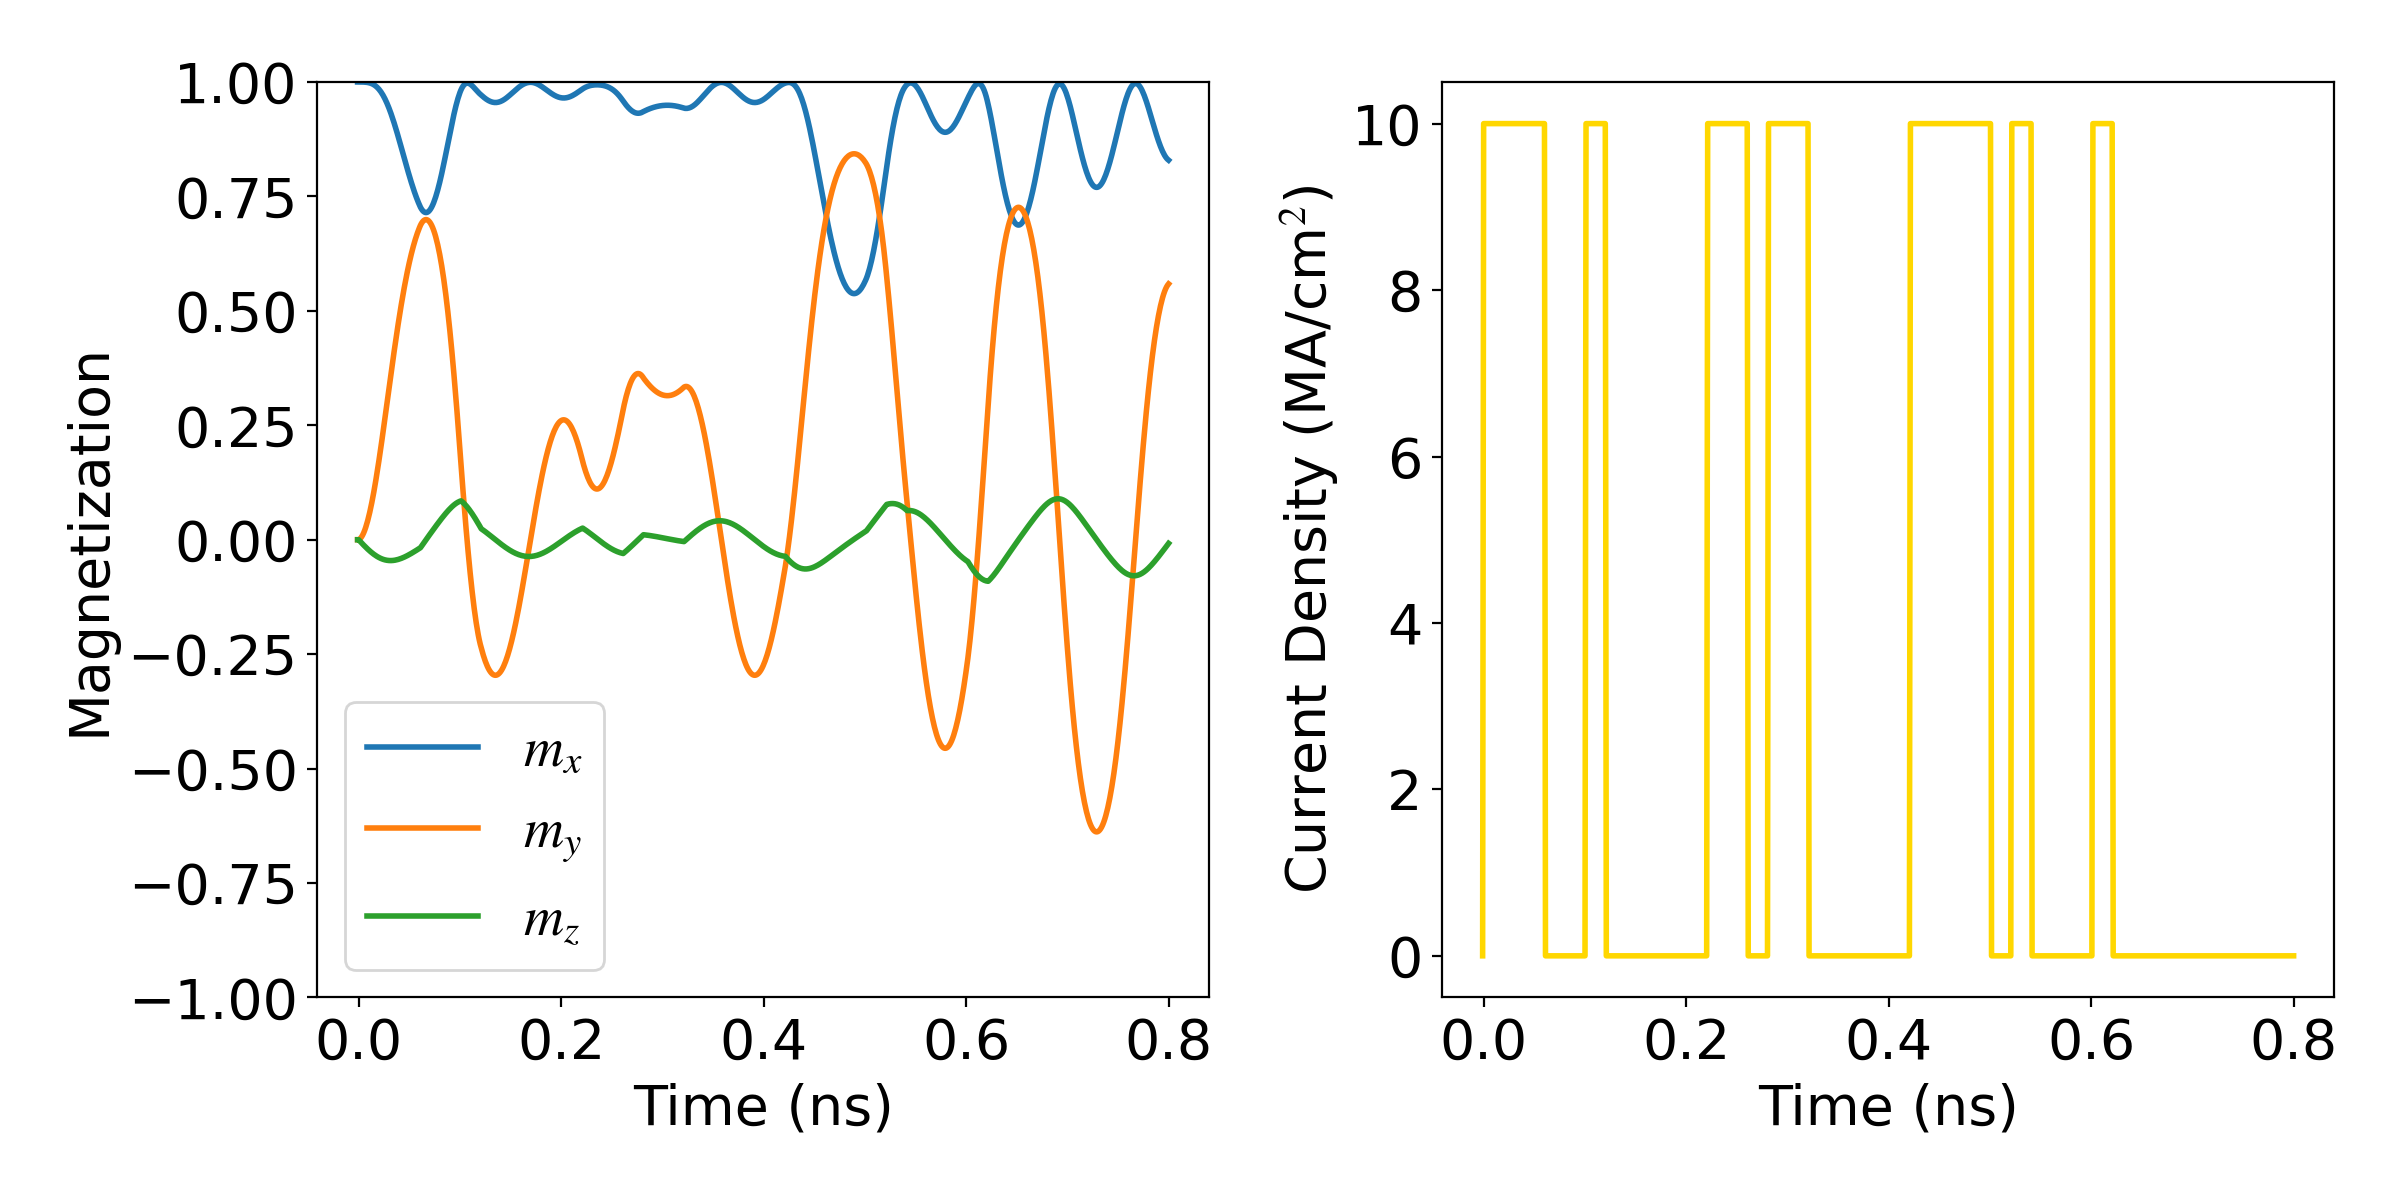 Magnetization
1.00
0.75
0.50
0.25
0.00
−0.25
−0.50
−0.75
−1.00
m_x
m_y
m_z
0.0 0.2 0.4 0.6 0.8
Time (ns)
Current Density (MA/cm²)
10
8
6
4
2
0
0.0 0.2 0.4 0.6 0.8
Time (ns)